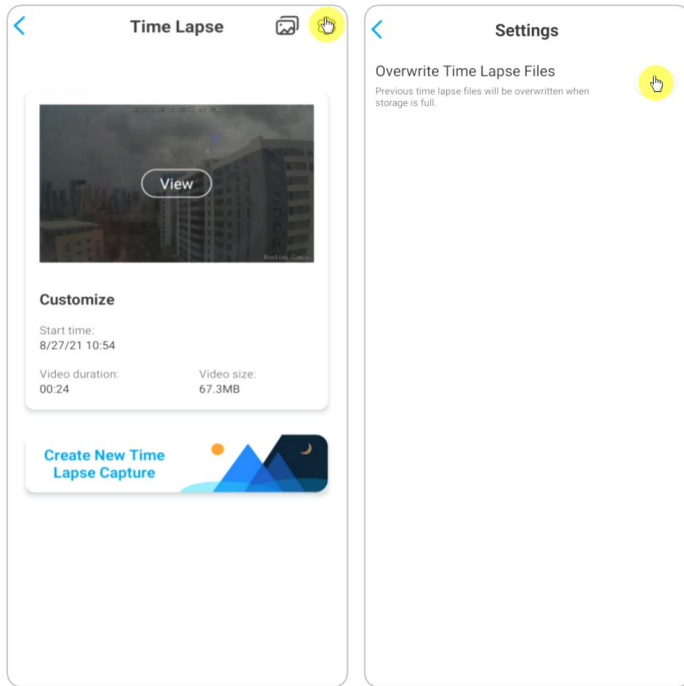 Time Lapse
View
Customize
Start time:
8/27/21 10:54
Video duration:
00:24
Video size:
67.3MB
Create New Time
Lapse Capture
Settings
Overwrite Time Lapse Files
Previous time lapse files will be overwritten when
storage is full.